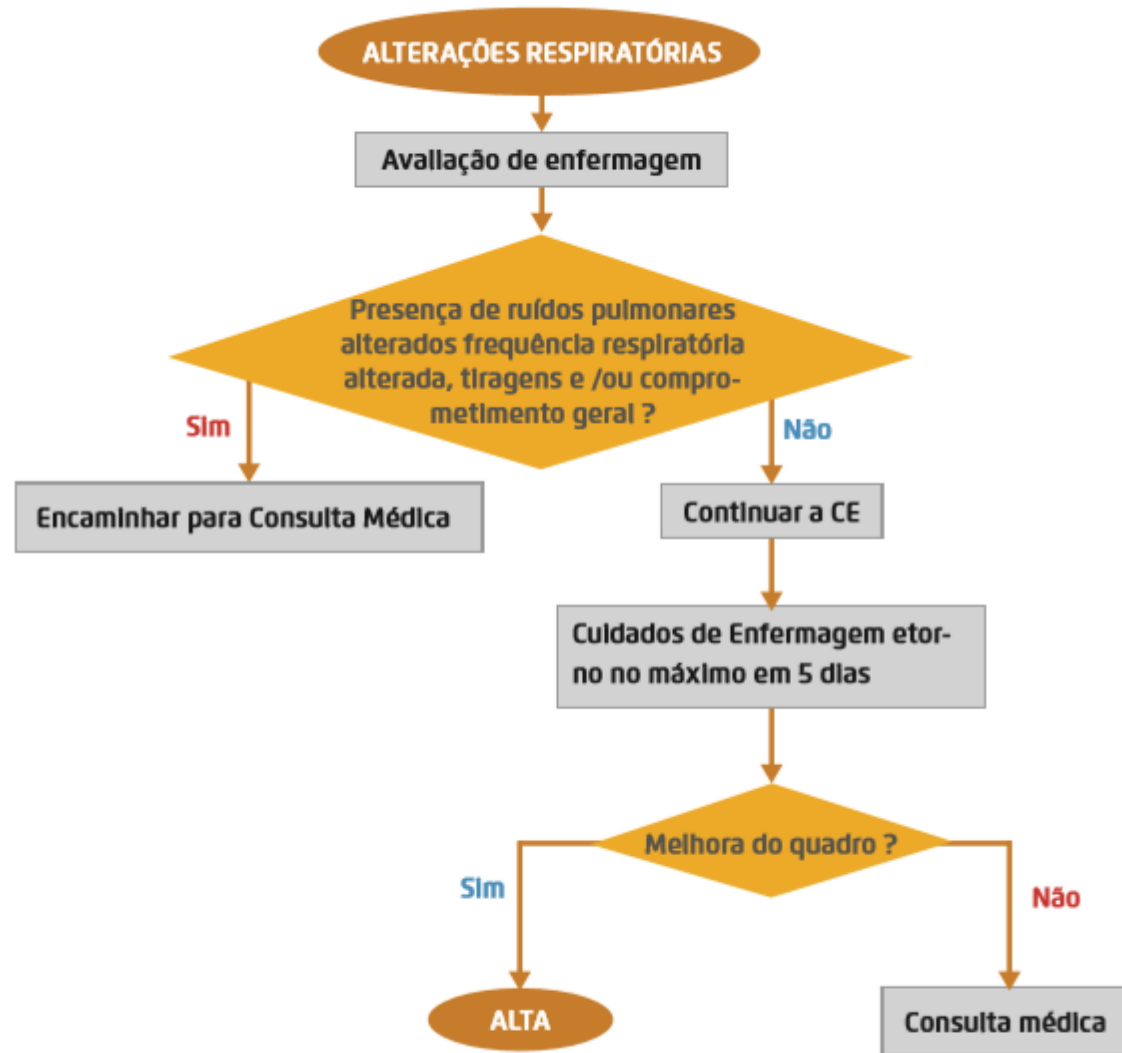 ALTERAÇÕES RESPIRATÓRIAS
Avaliação de enfermagem
Presença de ruídos pulmonares
alterados frequência respiratória
alterada, tiragens e /ou compro-
metimento geral ?
Sim
Não
Encaminhar para Consulta Médica
Continuar a CE
Cuidados de Enfermagem etor-
no no máximo em 5 dias
Melhora do quadro ?
Sim
Não
ALTA
Consulta médica